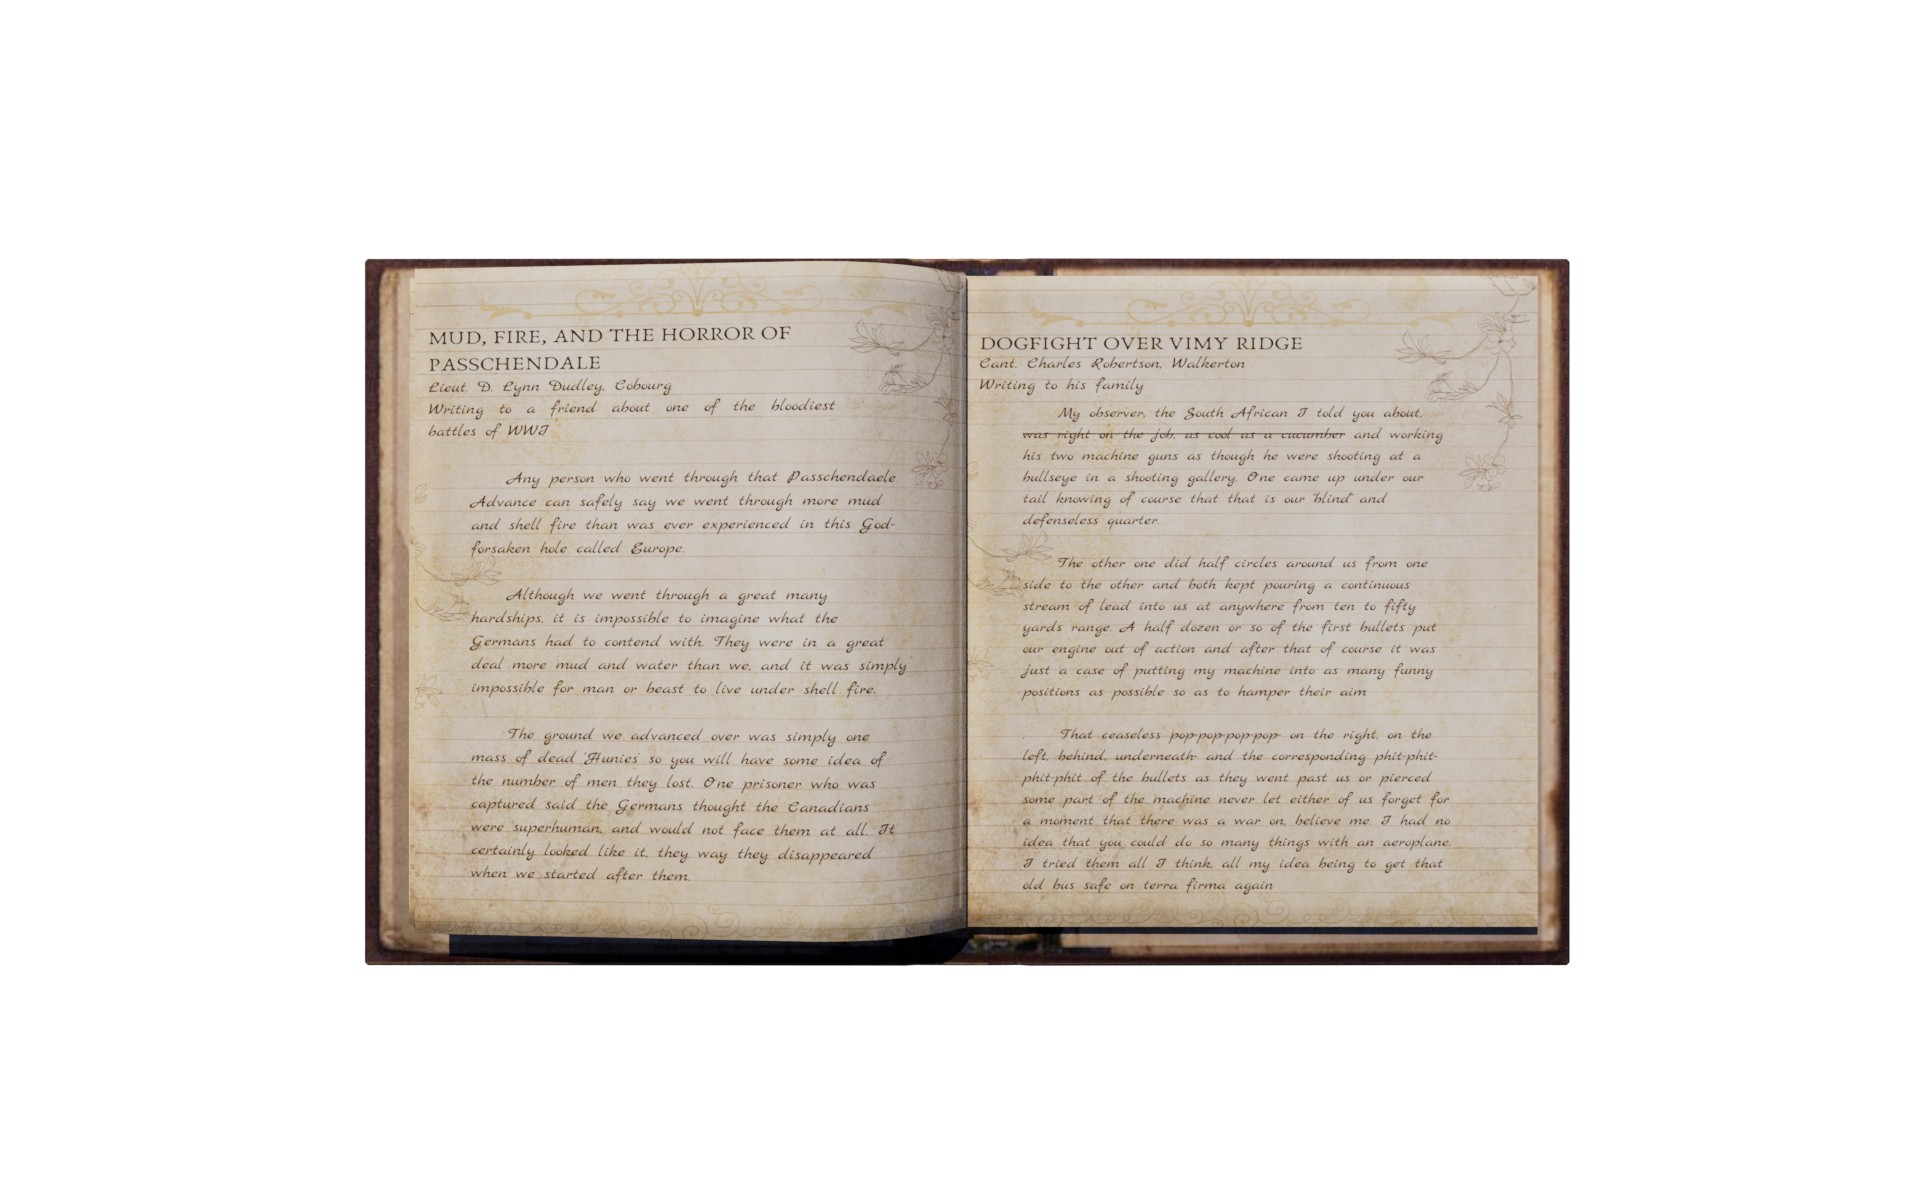 MUD, FIRE, AND THE HORROR OF
PASSCHENDALE
Lieut. D. Lynn Dudley, Cobourg
Writing to a friend about one of the bloodiest
battles of WWI
Any person who went through that Passchendaele
Advance can safely say we went through more mud
and shell fire than was ever experienced in this God-
forsaken hole called Europe.
Although we went through a great many
hardships, it is impossible to imagine what the
Germans had to contend with. They were in a great
deal more mud and water than we, and it was simply
impossible for man or beast to live under shell fire.
The ground we advanced over was simply one
mass of dead 'Hunies' so you will have some idea of
the number of men they lost. One prisoner who was
captured said the Germans thought the Canadians
were superhuman, and would not face them at all. It
certainly looked like it, they way they disappeared
when we started after them.
DOGFIGHT OVER VIMY RIDGE
Cant. Charles Robertson, Walkerton
Writing to his family
My observer, the South African I told you about,
was right on the job, as cool as a cucumber and working
his two machine guns as though he were shooting at a
bullseye in a shooting gallery. One came up under our
tail knowing of course that that is our 'blind' and
defenseless quarter.
The other one did half circles around us from one
side to the other and both kept pouring a continuous
stream of lead into us at anywhere from ten to fifty
yards range. A half dozen or so of the first bullets put
our engine out of action and after that of course it was
just a case of putting my machine into as many funny
positions as possible so as to hamper their aim
That ceaseless pop-pop-pop-pop- on the right, on the
left, behind, underneath- and the corresponding phit-phit-
phit-phit of the bullets as they went past us or pierced
some part of the machine never let either of us forget for
a moment that there was a war on, believe me. I had no
idea that you could do so many things with an aeroplane.
I tried them all I think, all my idea being to get that
old bus safe on terra firma again